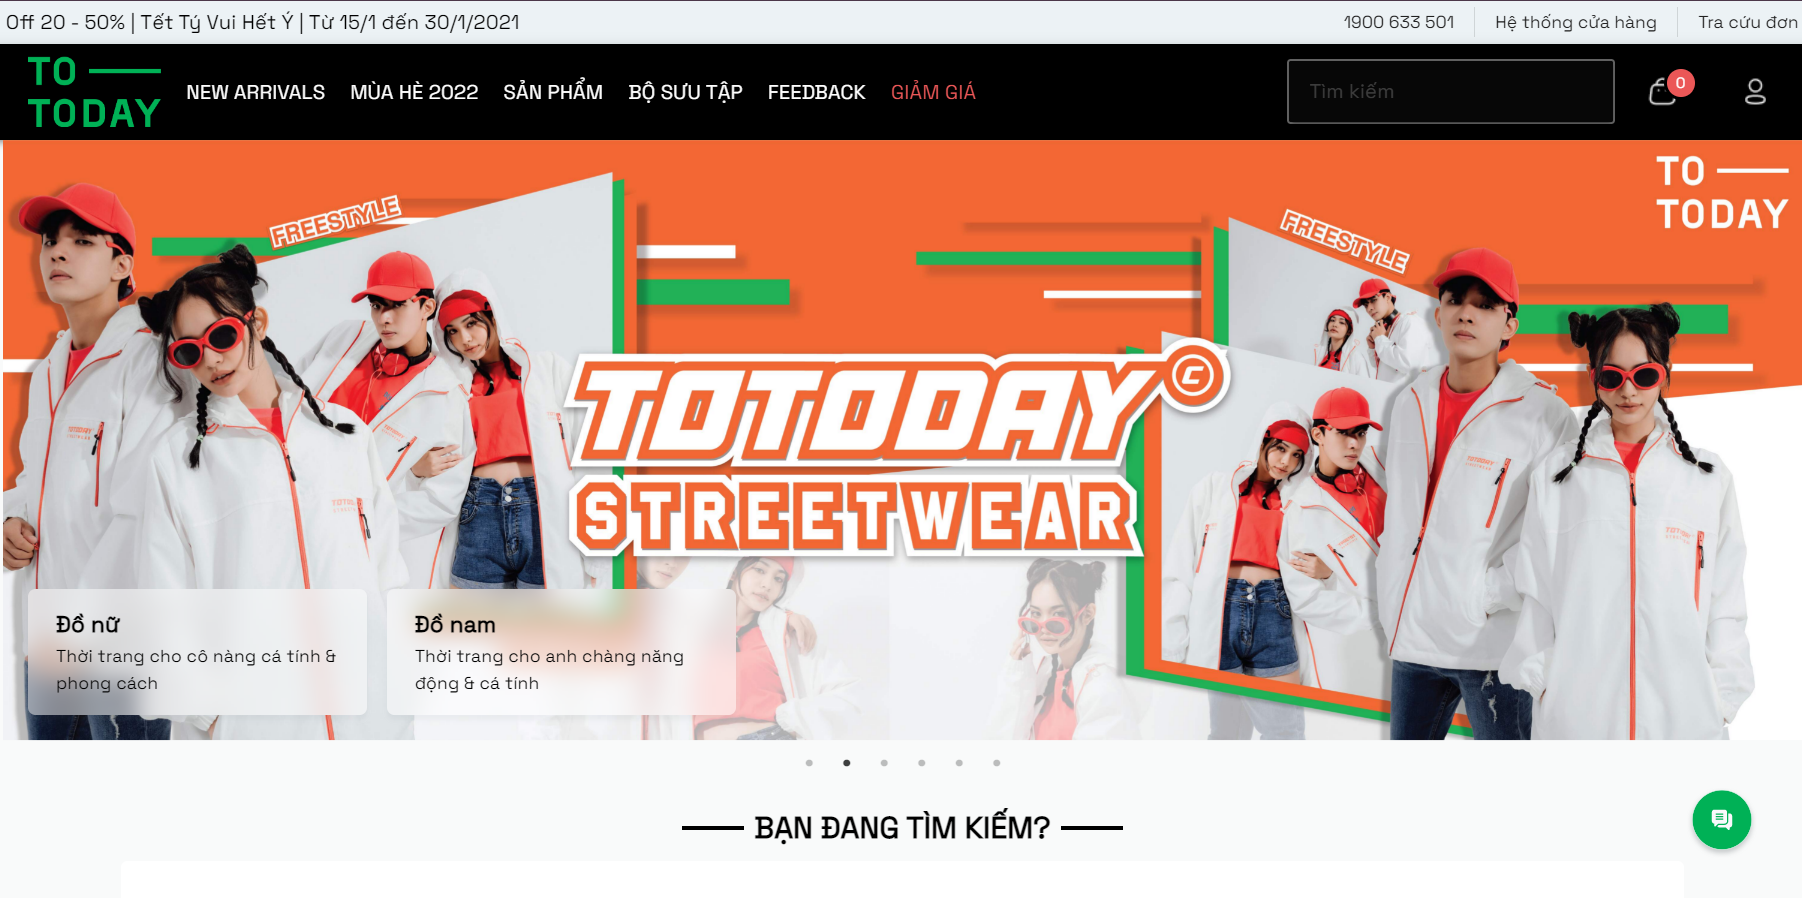 Off 20 - 50% | Tết Tý Vui Hết Ý | Từ 15/1 đến 30/1/2021
1900 633 501
Hệ thống cửa hàng
Tra cứu đơn
TO
TODAY
NEW ARRIVALS
MÙA HÈ 2022
SẢN PHẨM
BỘ SƯU TẬP
FEEDBACK
GIẢM GIÁ
Tìm kiếm
0
TO
TODAY
FREESTYLE
FREESTYLE
TOTODAY
STREETWEAR
Đồ nữ
Thời trang cho cô nàng cá tính &
phong cách
Đồ nam
Thời trang cho anh chàng năng
động & cá tính
BẠN ĐANG TÌM KIẾM?